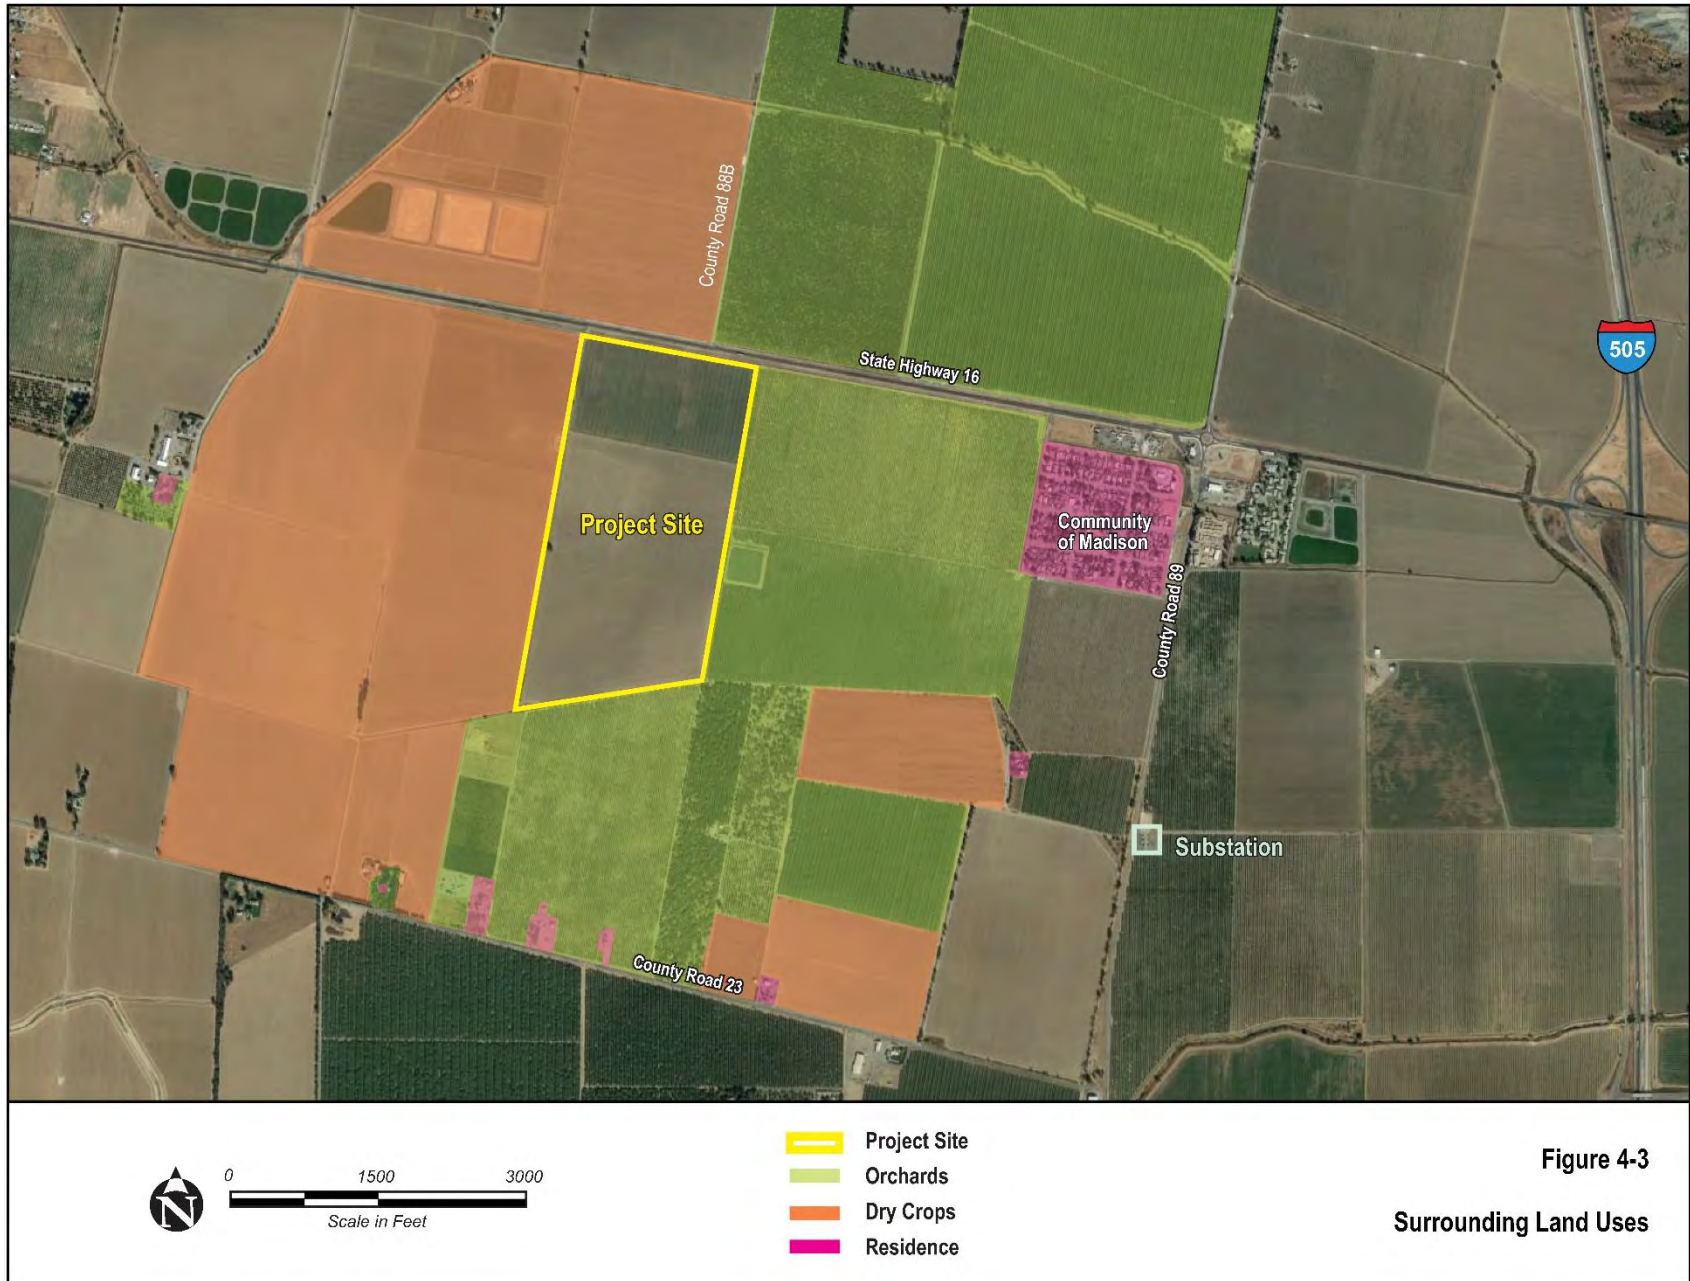 County Road 88B
State Highway 16
505
Project Site
Community
of Madison
County Road 89
Substation
County Road 23
N
0 1500 3000
Scale in Feet
Project Site
Orchards
Dry Crops
Residence
Figure 4-3
Surrounding Land Uses